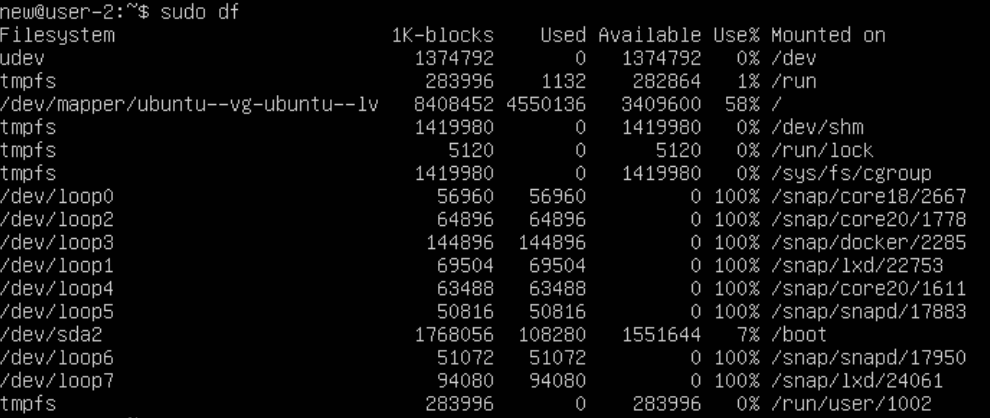 new@user-2:~$ sudo df
Filesystem                        1K-blocks    Used Available Use% Mounted on
udev                                1374792       0   1374792   0% /dev
tmpfs                                283996    1132    282864   1% /run
/dev/mapper/ubuntu--vg-ubuntu--lv   8408452 4550136   3409600  58% /
tmpfs                               1419980       0   1419980   0% /dev/shm
tmpfs                                  5120       0      5120   0% /run/lock
tmpfs                               1419980       0   1419980   0% /sys/fs/cgroup
/dev/loop0                            56960   56960         0 100% /snap/core18/2667
/dev/loop2                            64896   64896         0 100% /snap/core20/1778
/dev/loop3                           144896  144896         0 100% /snap/docker/2285
/dev/loop1                            69504   69504         0 100% /snap/lxd/22753
/dev/loop4                            63488   63488         0 100% /snap/core20/1611
/dev/loop5                            50816   50816         0 100% /snap/snapd/17883
/dev/sda2                           1768056  108280   1551644   7% /boot
/dev/loop6                            51072   51072         0 100% /snap/snapd/17950
/dev/loop7                            94080   94080         0 100% /snap/lxd/24061
tmpfs                                283996       0    283996   0% /run/user/1002